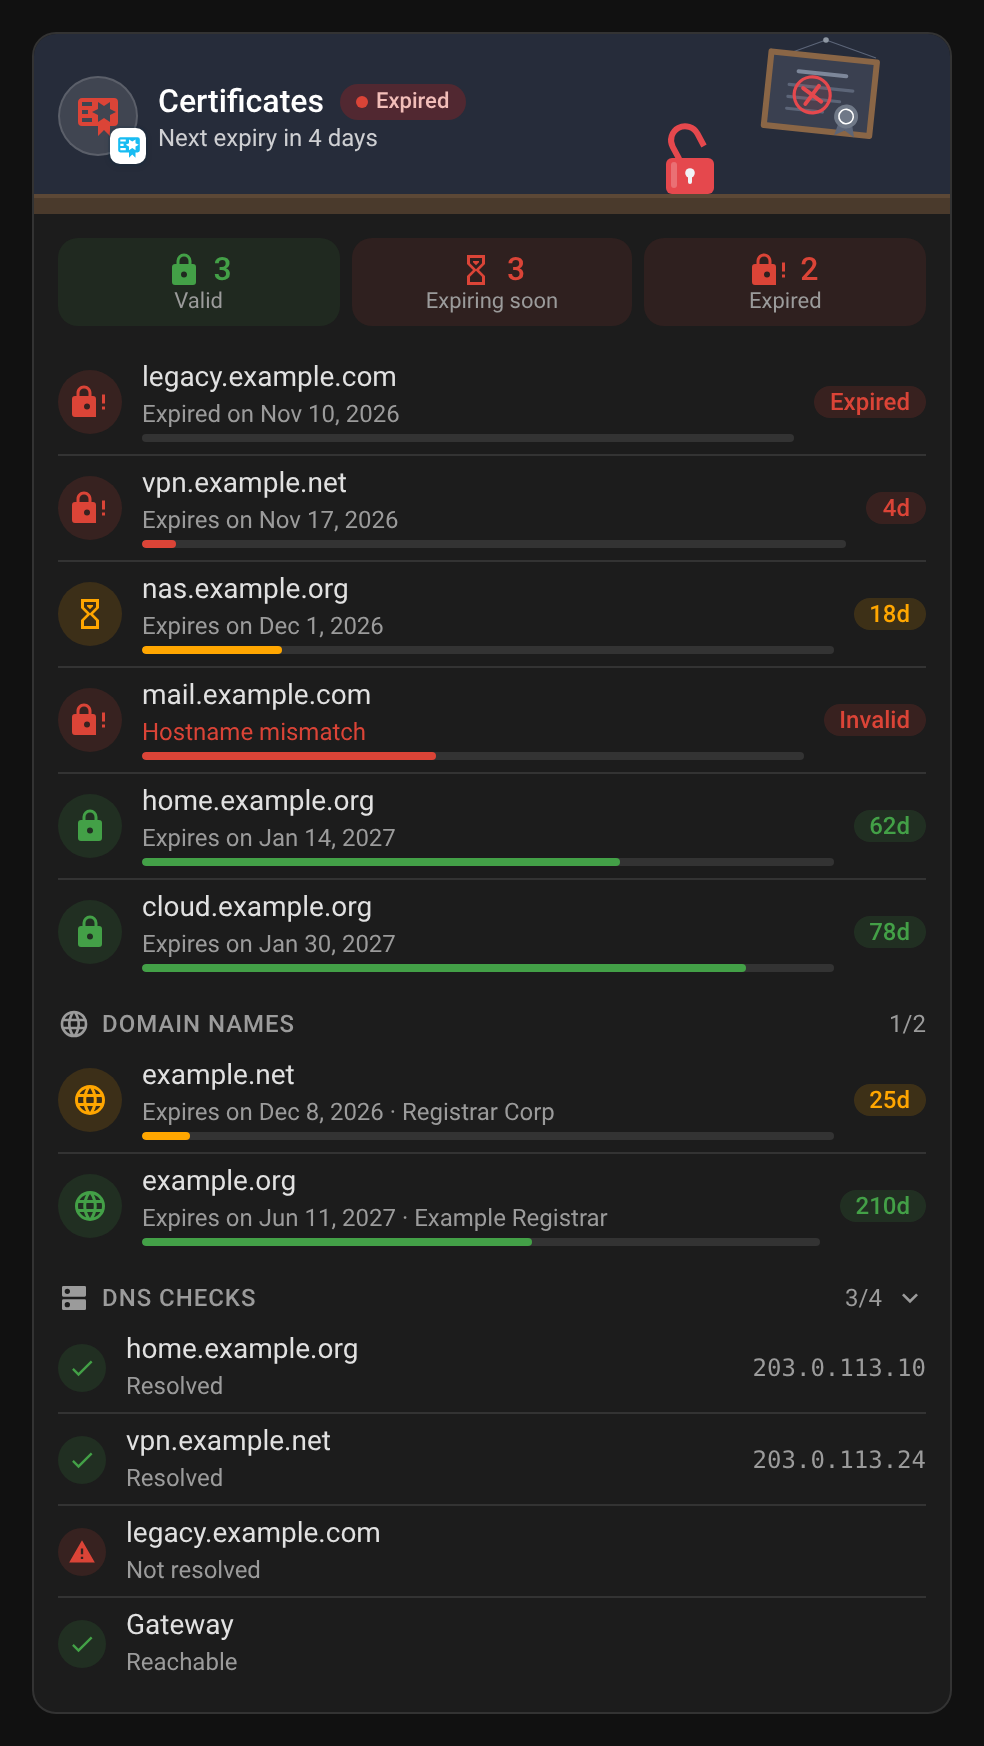 Certificates
Expired
Next expiry in 4 days
3
Valid
3
Expiring soon
2
Expired
legacy.example.com
Expired on Nov 10, 2026
Expired
vpn.example.net
Expires on Nov 17, 2026
4d
nas.example.org
Expires on Dec 1, 2026
18d
mail.example.com
Hostname mismatch
Invalid
home.example.org
Expires on Jan 14, 2027
62d
cloud.example.org
Expires on Jan 30, 2027
78d
DOMAIN NAMES
1/2
example.net
Expires on Dec 8, 2026 · Registrar Corp
25d
example.org
Expires on Jun 11, 2027 · Example Registrar
210d
DNS CHECKS
3/4
home.example.org
Resolved
203.0.113.10
vpn.example.net
Resolved
203.0.113.24
legacy.example.com
Not resolved
Gateway
Reachable